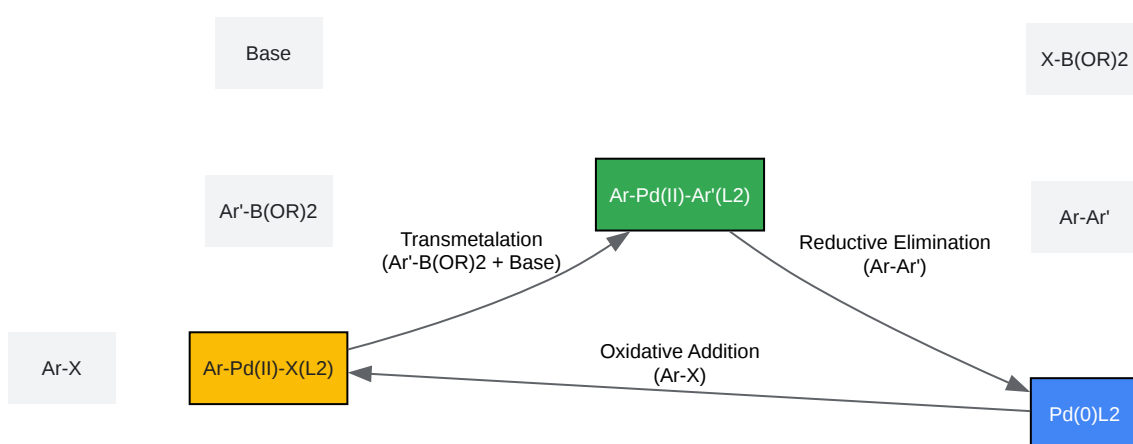 Base
X-B(OR)2
Ar-Pd(II)-Ar'(L2)
Ar'-B(OR)2
Ar-Ar'
Transmetalation
(Ar'-B(OR)2 + Base)
Reductive Elimination
(Ar-Ar')
Oxidative Addition
(Ar-X)
Ar-X
Ar-Pd(II)-X(L2)
Pd(0)L2